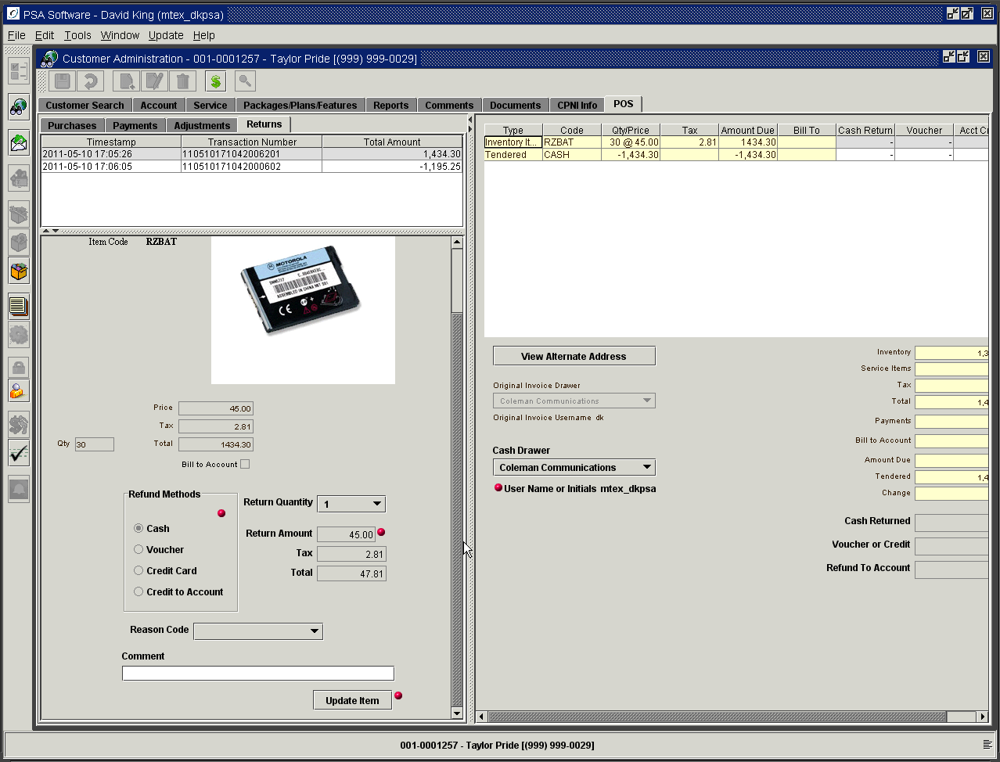 PSA Software - David King (mtex_dkpsa)
File Edit Tools Window Update Help
Customer Administration - 001-0001257 - Taylor Pride [(999) 999-0029]
Customer Search Account Service Packages/Plans/Features Reports Comments Documents CPNI Info POS
Purchases Payments Adjustments Returns
Timestamp Transaction Number Total Amount
2011-05-10 17:05:26 110510171042006201 1,434.30
2011-05-10 17:06:05 110510171042000602 -1,195.25
Item Code RZBAT
MOTOROLA
SNN5717
ASSEMBLED IN CHINA
CE
Price 45.00
Tax 2.81
Qty 30 Total 1434.30
Bill to Account
Refund Methods
Cash
Voucher
Credit Card
Credit to Account
Return Quantity 1
Return Amount 45.00
Tax 2.81
Total 47.81
Reason Code
Comment
Update Item
Type Code Qty/Price Tax Amount Due Bill To Cash Return Voucher Acct Cr
Inventory It... RZBAT 30 @ 45.00 2.81 1434.30 - -
Tendered CASH -1,434.30 -1,434.30 - -
View Alternate Address
Original Invoice Drawer
Coleman Communications
Original Invoice Username dk
Cash Drawer
Coleman Communications
User Name or Initials mtex_dkpsa
Inventory 1,3
Service Items
Tax
Total 1,4
Payments
Bill to Account
Amount Due
Tendered 1,4
Change
Cash Returned
Voucher or Credit
Refund To Account
001-0001257 - Taylor Pride [(999) 999-0029]